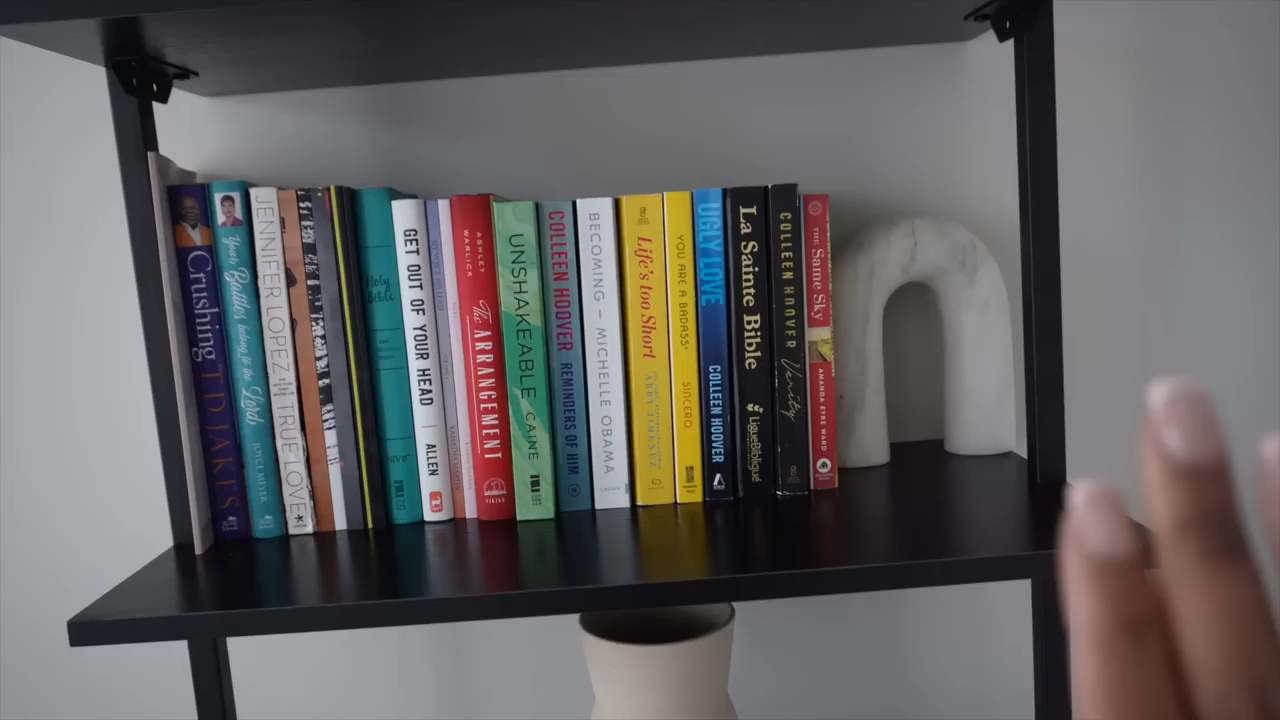 Crushing T.D. JAKES
Your Battles belong to the Lord JOYCE MEYER
JENNIFER LOPEZ TRUE LOVE
Holy Bible
GET OUT OF YOUR HEAD | ALLEN
ASHLEY WARLICK The ARRANGEMENT VIKING
UNSHAKEABLE CAINE
COLLEEN HOOVER REMINDERS OF HIM
BECOMING – MICHELLE OBAMA
Life's too Short ABBY JIMENEZ
YOU ARE A BADASS SINCERO
UGLY LOVE COLLEEN HOOVER
La Sainte Bible LigueBiblique
COLLEEN HOOVER Verity
THE Same Sky AMANDA EYRE WARD